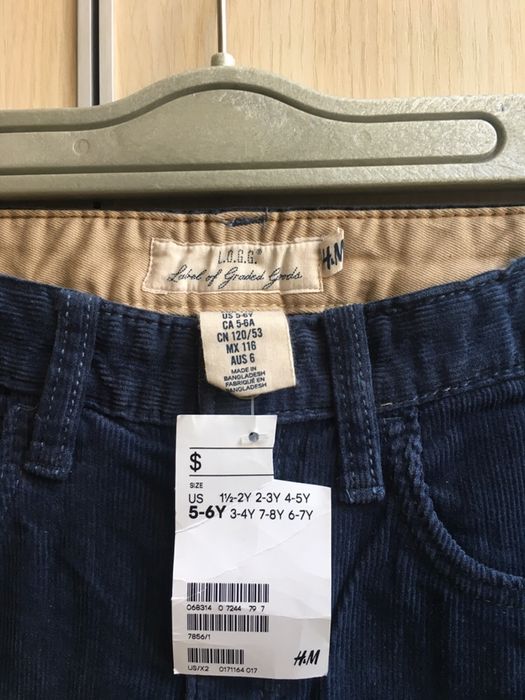 L.O.G.G.®
Label of Graded Goods
H&M
US 5-6Y
CA 5-6A
CN 120/53
MX 116
AUS 6
MADE IN
BANGLADESH
FABRIQUÉ EN
BANGLADESH
$
SIZE
US 1½-2Y 2-3Y 4-5Y
5-6Y 3-4Y 7-8Y 6-7Y
068314 0 7244 79 7
7856/1
H&M
US/X2 0171164 017